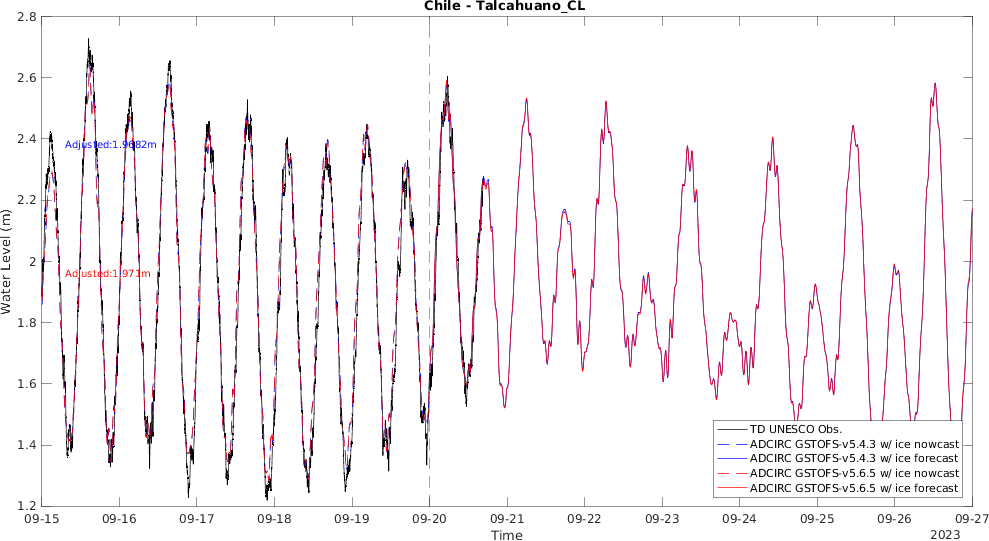 Chile - Talcahuano_CL
2.8
2.6
2.4
2.2
2
1.8
1.6
1.4
1.2
Water Level (m)
Adjusted:1.9682m
Adjusted:1.971m
TD UNESCO Obs.
ADCIRC GSTOFS-v5.4.3 w/ ice nowcast
ADCIRC GSTOFS-v5.4.3 w/ ice forecast
ADCIRC GSTOFS-v5.6.5 w/ ice nowcast
ADCIRC GSTOFS-v5.6.5 w/ ice forecast
09-15 09-16 09-17 09-18 09-19 09-20 09-21 09-22 09-23 09-24 09-25 09-26 09-27
Time
2023